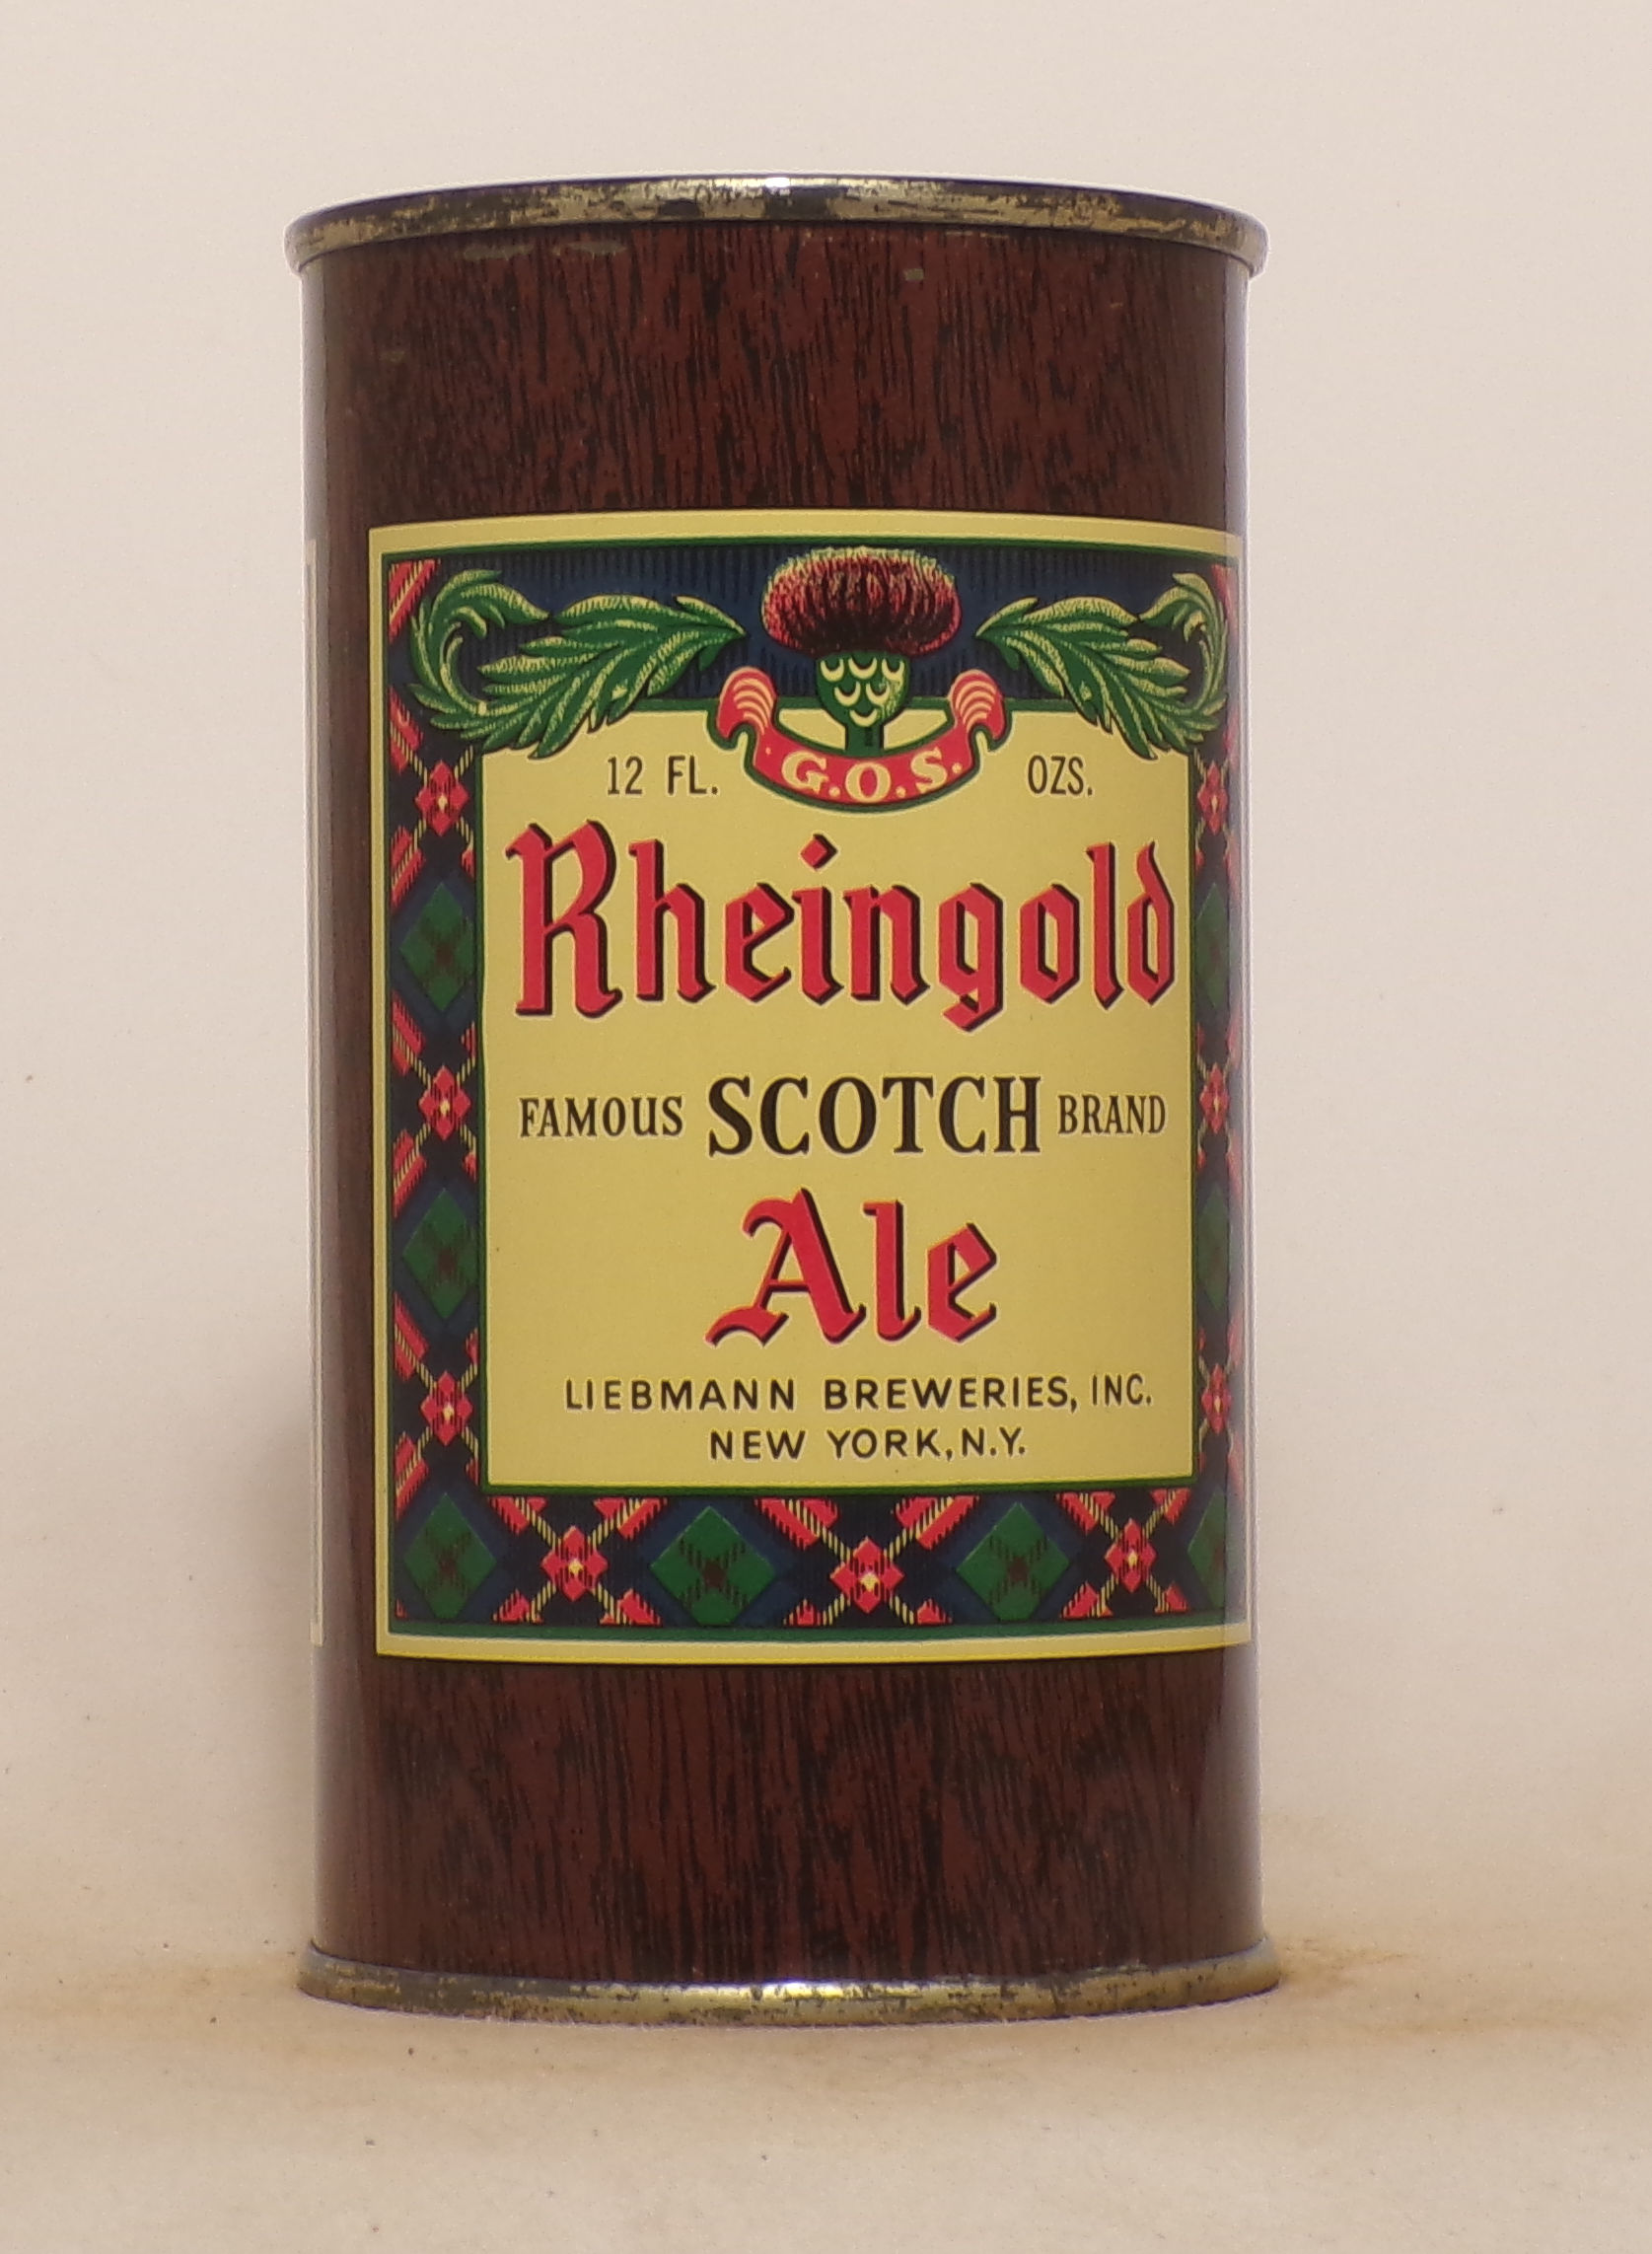 12 FL. OZS.
G.O.S.
Rheingold
FAMOUS SCOTCH BRAND
Ale
LIEBMANN BREWERIES, INC.
NEW YORK, N.Y.